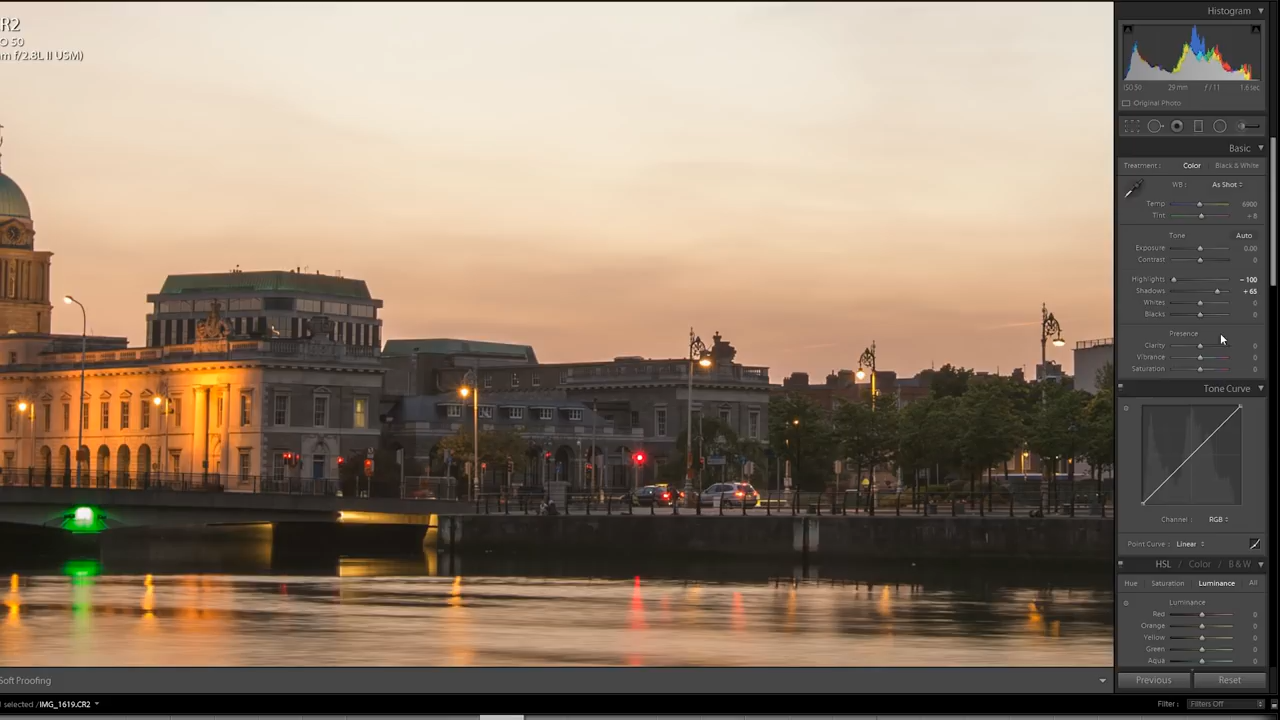 CR2
O 50
m f/2.8L II USM)
Histogram
ISO 50 29 mm f/11 1.6 sec
Original Photo
Basic
Treatment: Color Black & White
WB: As Shot
Temp 6900
Tint + 8
Tone Auto
Exposure 0.00
Contrast 0
Highlights - 100
Shadows + 65
Whites 0
Blacks 0
Presence
Clarity 0
Vibrance 0
Saturation 0
Tone Curve
Channel: RGB
Point Curve: Linear
HSL / Color / B & W
Hue Saturation Luminance All
Luminance
Red 0
Orange 0
Yellow 0
Green 0
Aqua 0
Soft Proofing
Previous Reset
selected /IMG_1619.CR2
Filter: Filters Off